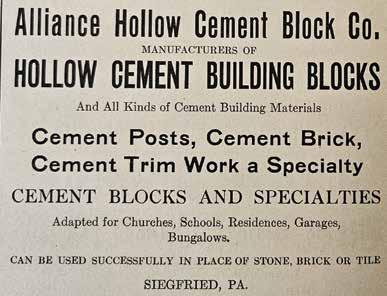 Alliance Hollow Cement Block Co.
MANUFACTURERS OF
HOLLOW CEMENT BUILDING BLOCKS
And All Kinds of Cement Building Materials
Cement Posts, Cement Brick,
Cement Trim Work a Specialty
CEMENT BLOCKS AND SPECIALTIES
Adapted for Churches, Schools, Residences, Garages,
Bungalows.
CAN BE USED SUCCESSFULLY IN PLACE OF STONE, BRICK OR TILE
SIEGFRIED, PA.